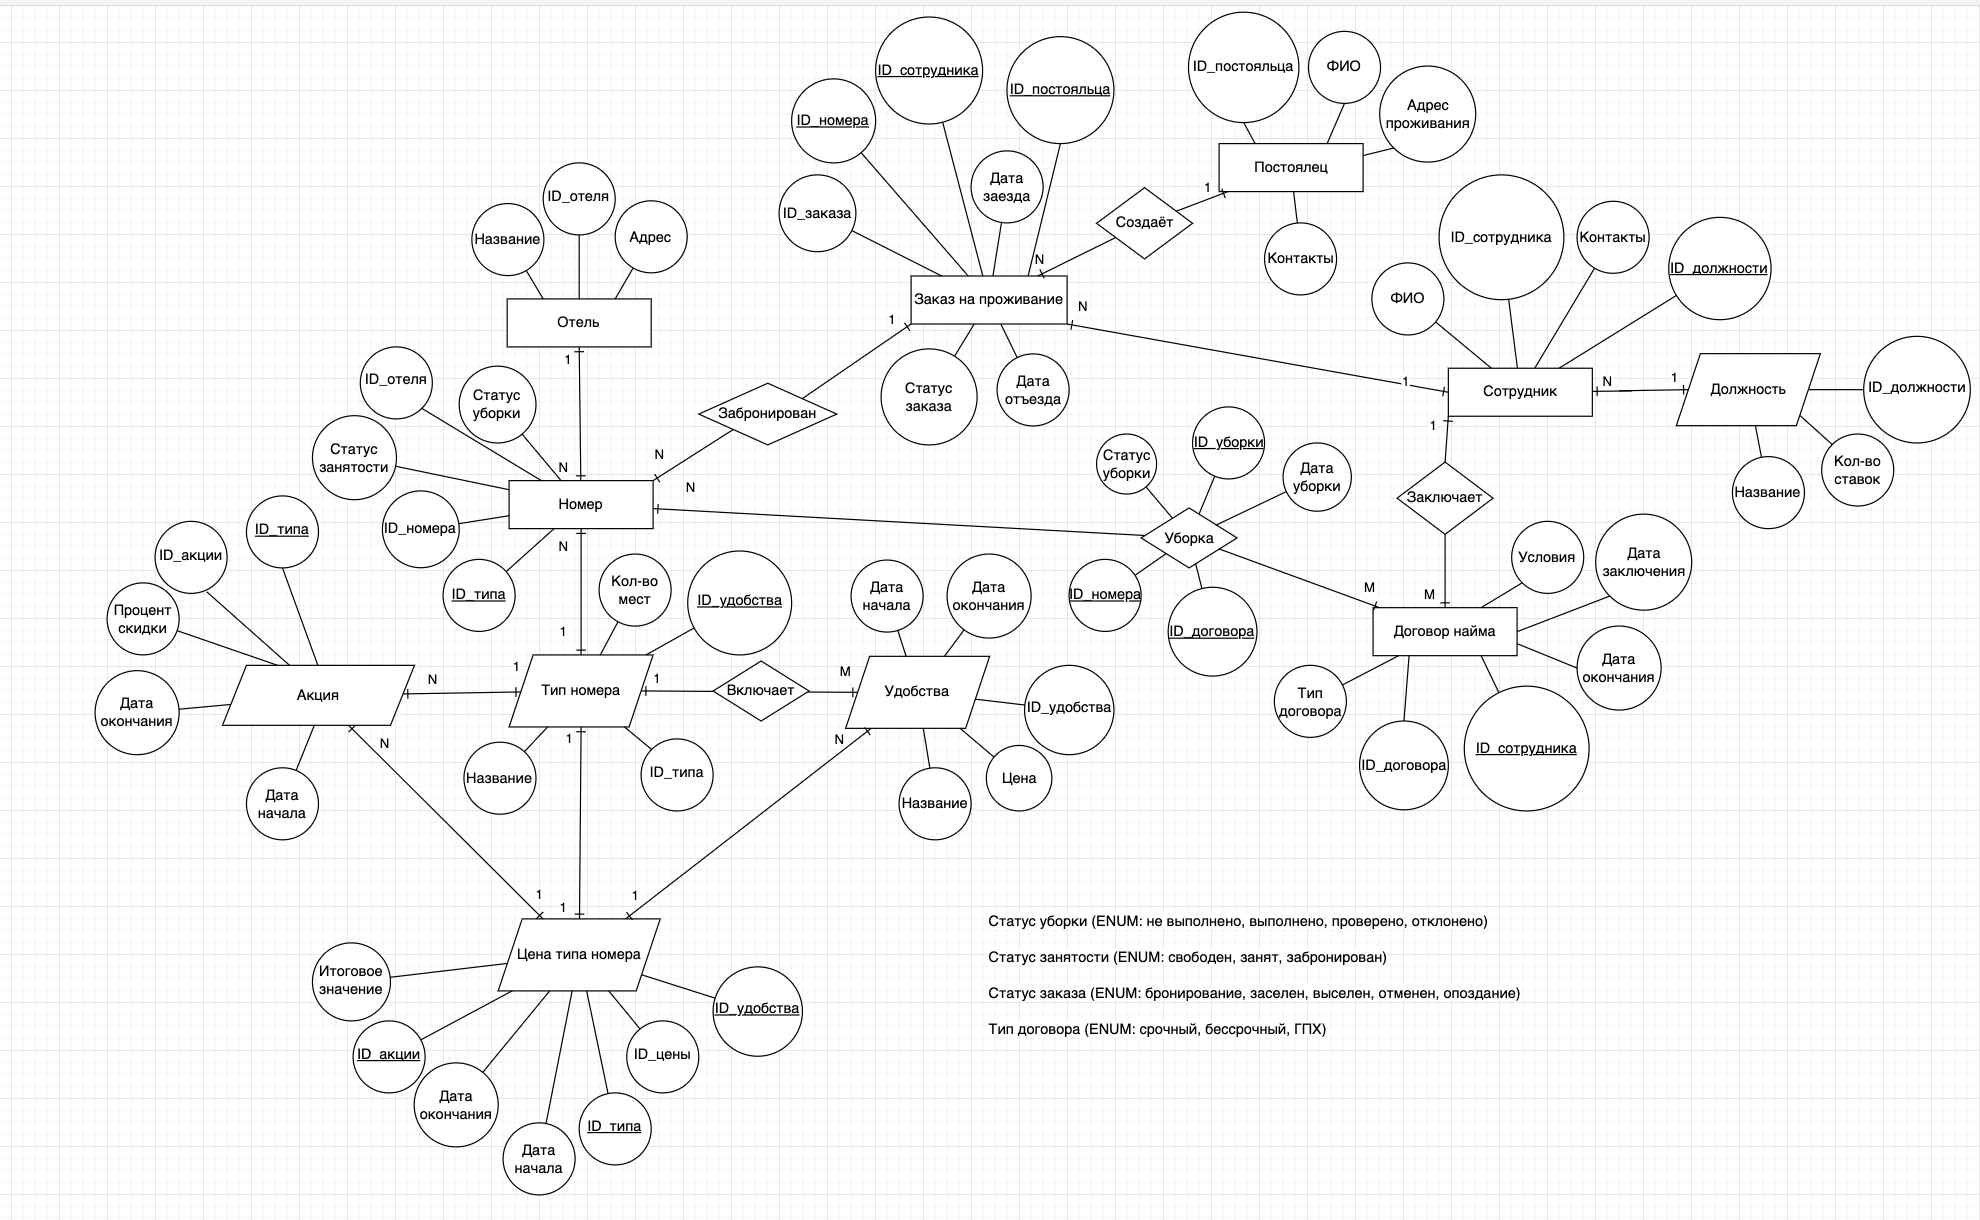 ID_сотрудника
ID_постояльца
ID_номера
ID_заказа
Дата
заезда
Заказ на проживание
Статус
заказа
Дата
отъезда
ID_постояльца
ФИО
Адрес
проживания
Постоялец
Контакты
1
Создаёт
N
N
1
ID_отеля
Название
Адрес
Отель
1
N
Забронирован
N
N
ID_отеля
Статус
уборки
Статус
занятости
ID_номера
ID_типа
Номер
N
1
ID_сотрудника
Контакты
ID_должности
ФИО
Сотрудник
1
N
1
1
Должность
ID_должности
Название
Кол-во
ставок
Заключает
M
Статус
уборки
ID_уборки
Дата
уборки
Уборка
ID_номера
ID_договора
M
Условия
Дата
заключения
Договор найма
Дата
окончания
Тип
договора
ID_договора
ID_сотрудника
ID_типа
ID_акции
Процент
скидки
Акция
Дата
окончания
Дата
начала
N
N
1
1
1
Кол-во
мест
ID_удобства
Тип номера
Название
ID_типа
1
Включает
M
N
Дата
начала
Дата
окончания
Удобства
ID_удобства
Цена
Название
1
1
1
Цена типа номера
Итоговое
значение
ID_акции
Дата
окончания
Дата
начала
ID_типа
ID_цены
ID_удобства
Статус уборки (ENUM: не выполнено, выполнено, проверено, отклонено)
Статус занятости (ENUM: свободен, занят, забронирован)
Статус заказа (ENUM: бронирование, заселен, выселен, отменен, опоздание)
Тип договора (ENUM: срочный, бессрочный, ГПХ)